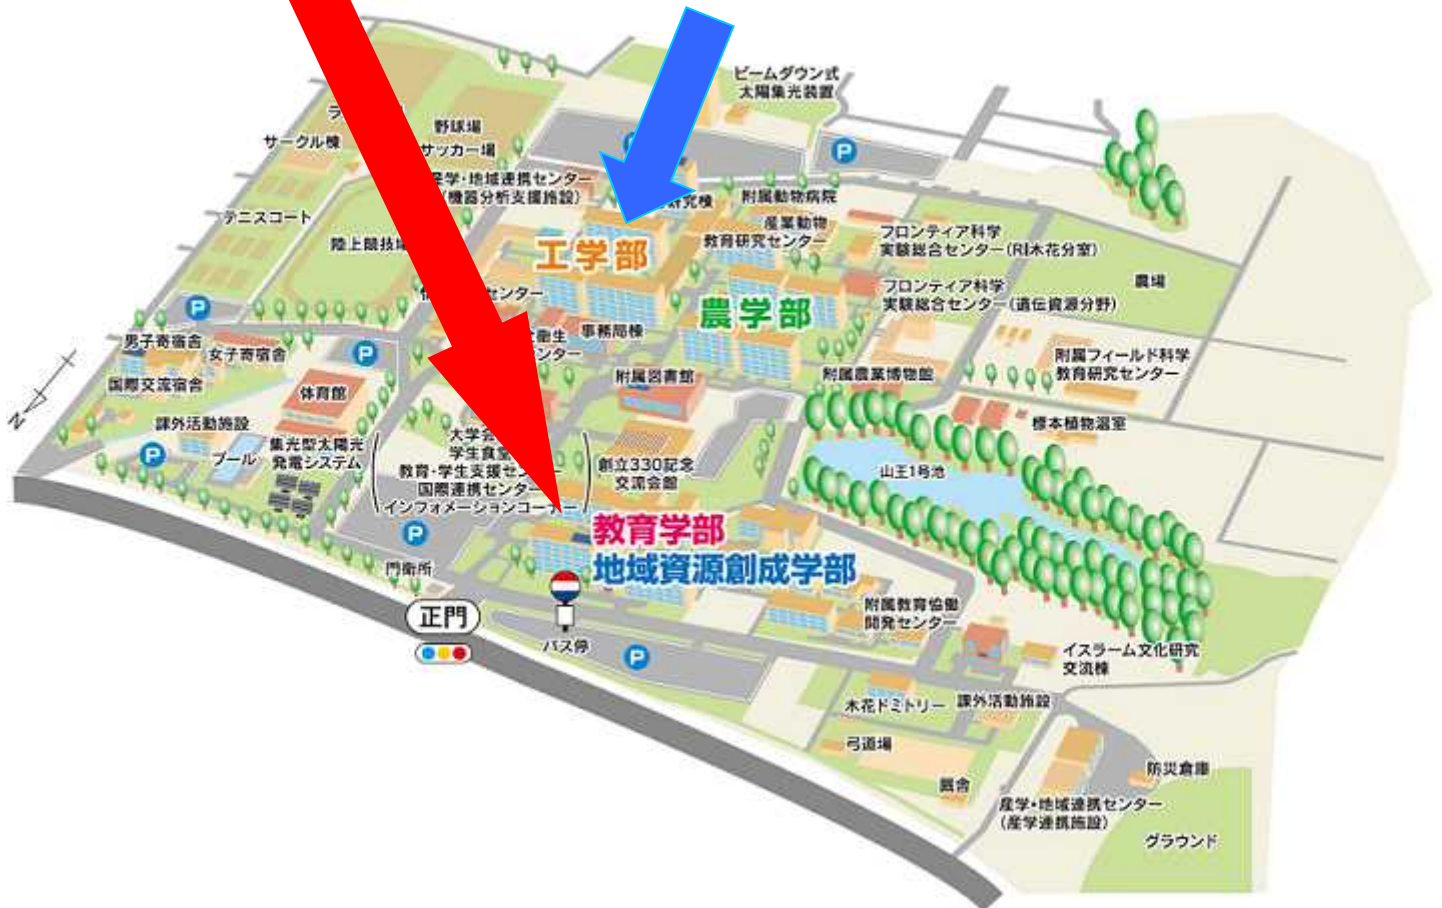 ビームダウン式
太陽集光装置
野球場
サッカー場
サークル棟
テニスコート
陸上競技場
産学・地域連携センター
(機器分析支援施設)
研究棟
附属動物病院
産業動物
教育研究センター
フロンティア科学
実験総合センター(RI木花分室)
フロンティア科学
実験総合センター(遺伝資源分野)
農場
工学部
農学部
センター
事務局棟
衛生
ンター
附属図書館
附属農業博物館
附属フィールド科学
教育研究センター
標本植物温室
P
P
P
P
男子寄宿舎
女子寄宿舎
国際交流宿舎
体育館
課外活動施設
プール
集光型太陽光
発電システム
P
N
大学会
学生食堂
教育・学生支援セン
国際連携センター
インフォメーションコーナー
創立330記念
交流会館
山王1号池
P
教育学部
地域資源創成学部
門衛所
正門
バス停
P
附属教育協働
開発センター
イスラーム文化研究
交流棟
木花ドミトリー
課外活動施設
弓道場
厩舎
防災倉庫
産学・地域連携センター
(産学連携施設)
グラウンド